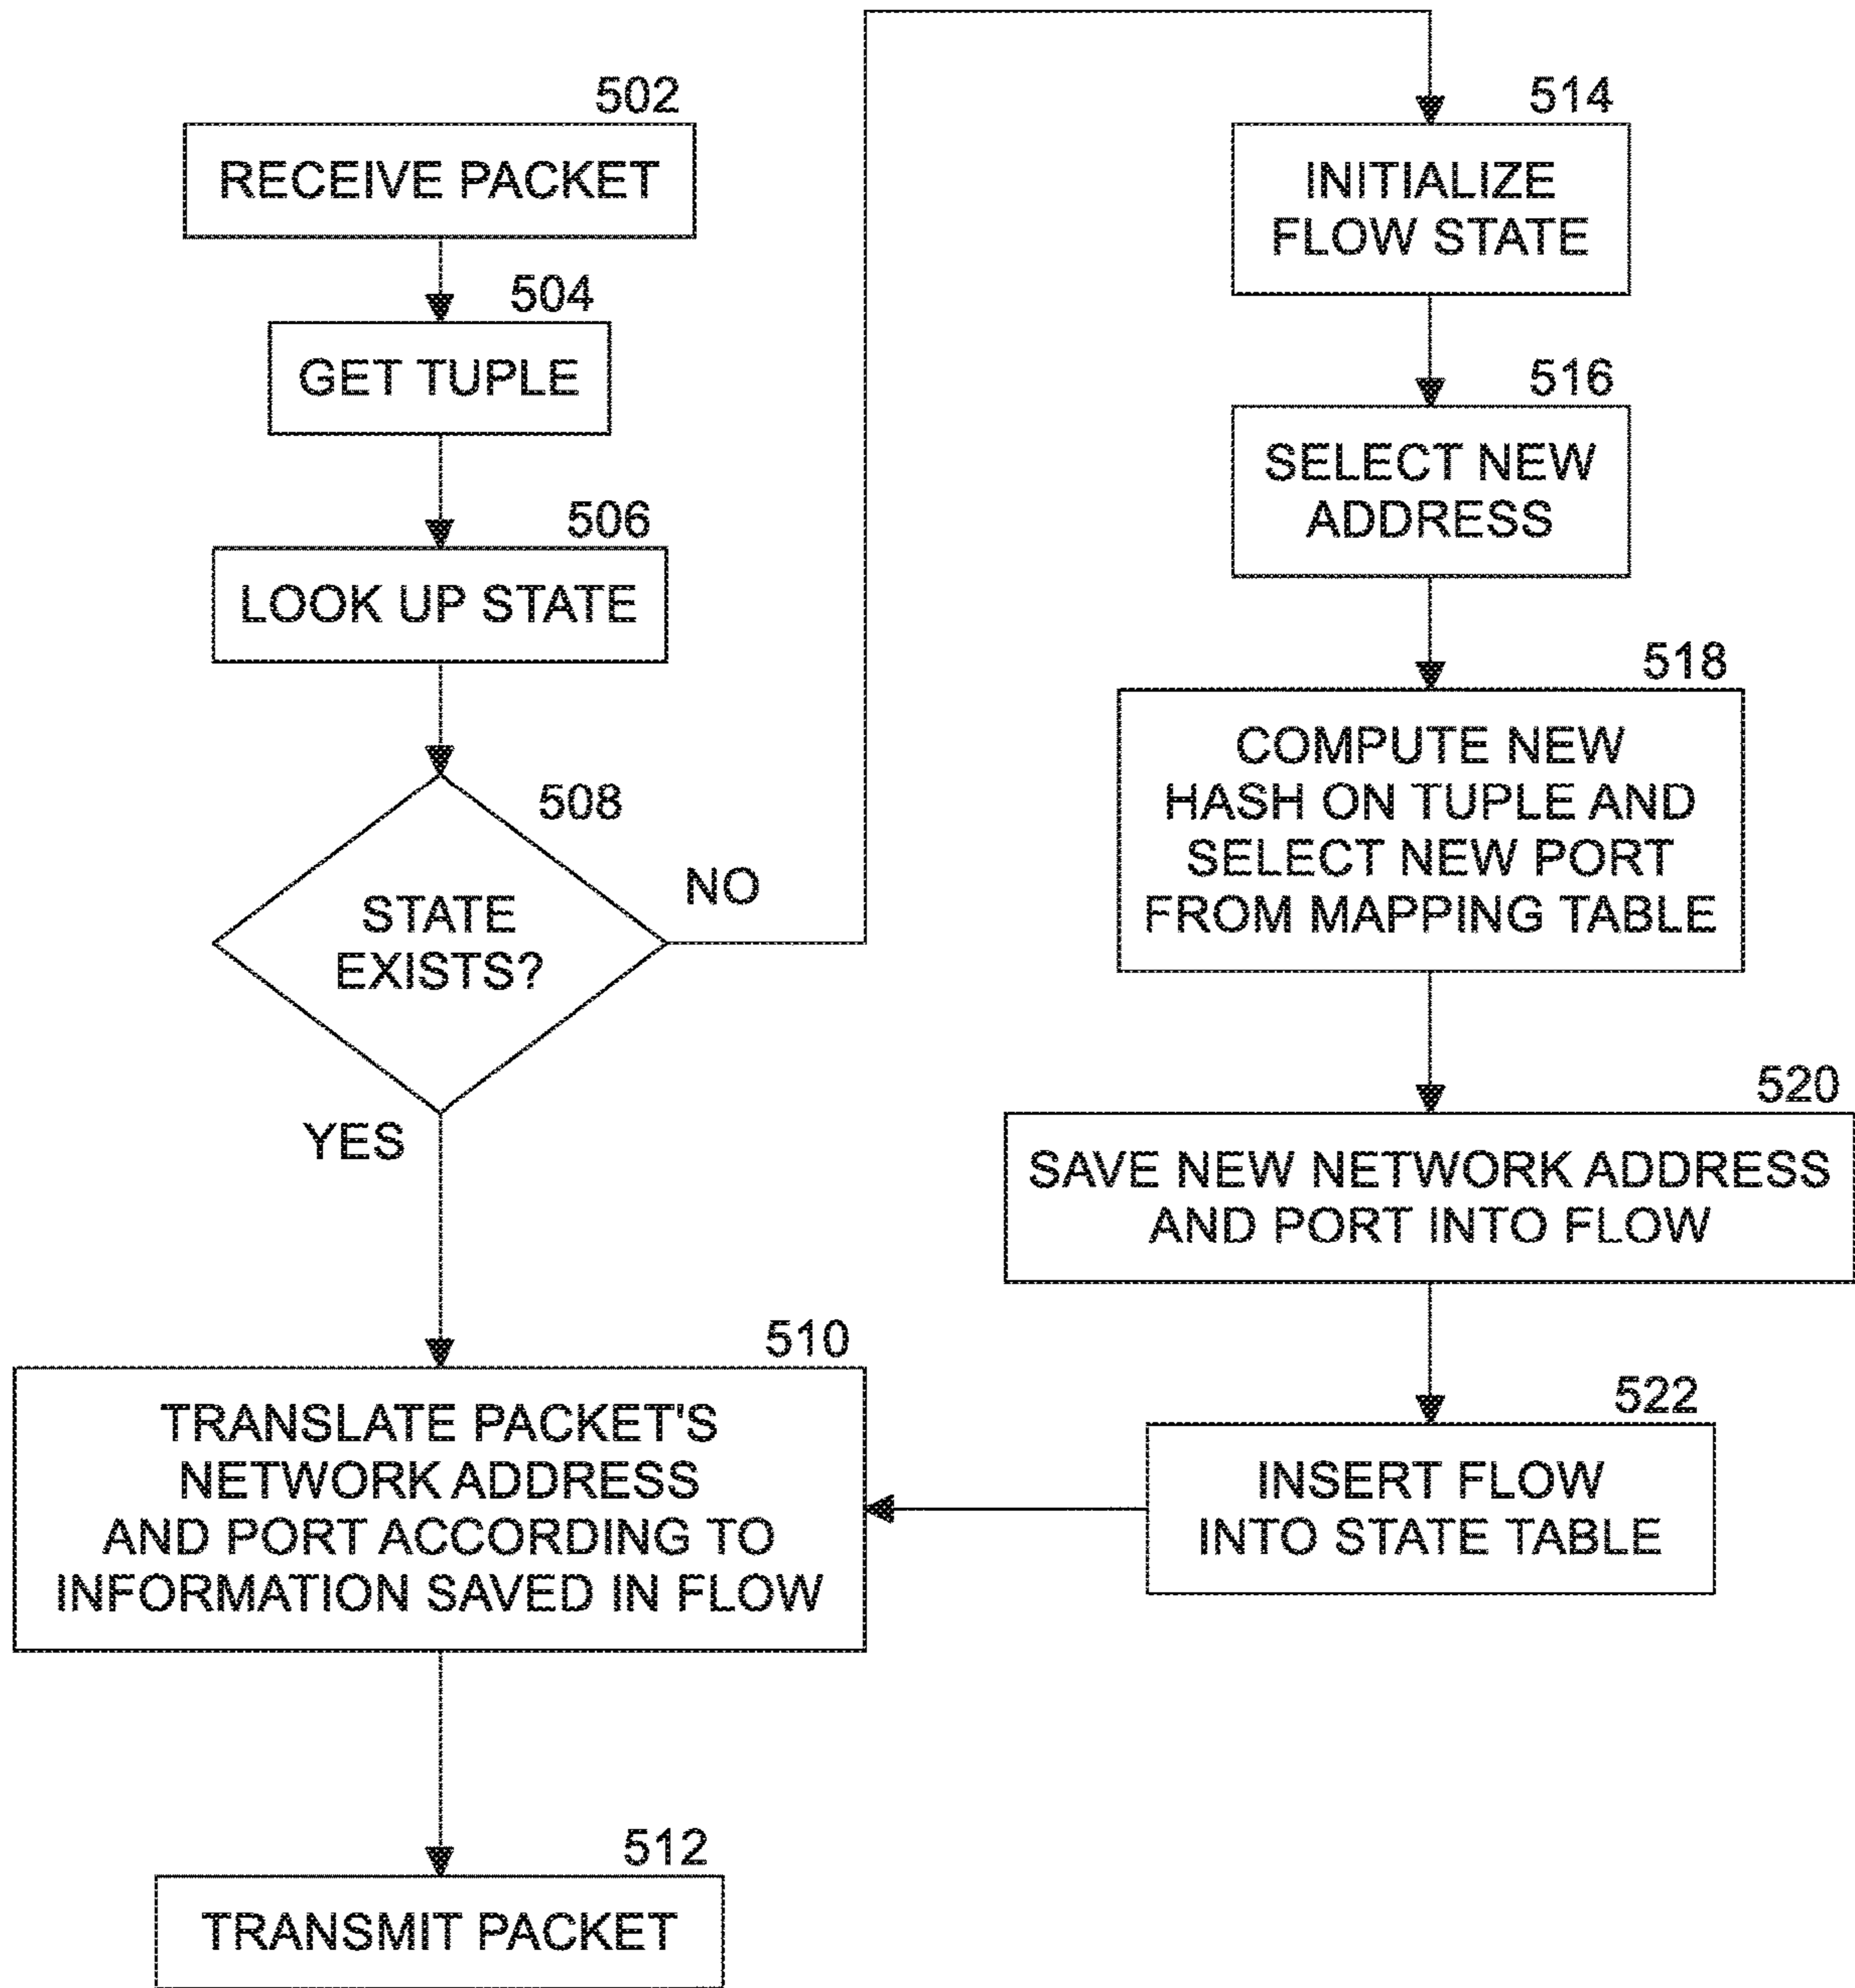 502
RECEIVE PACKET
504
GET TUPLE
506
LOOK UP STATE
508
STATE
EXISTS?
NO
YES
510
TRANSLATE PACKET'S
NETWORK ADDRESS
AND PORT ACCORDING TO
INFORMATION SAVED IN FLOW
512
TRANSMIT PACKET
514
INITIALIZE
FLOW STATE
516
SELECT NEW
ADDRESS
518
COMPUTE NEW
HASH ON TUPLE AND
SELECT NEW PORT
FROM MAPPING TABLE
520
SAVE NEW NETWORK ADDRESS
AND PORT INTO FLOW
522
INSERT FLOW
INTO STATE TABLE